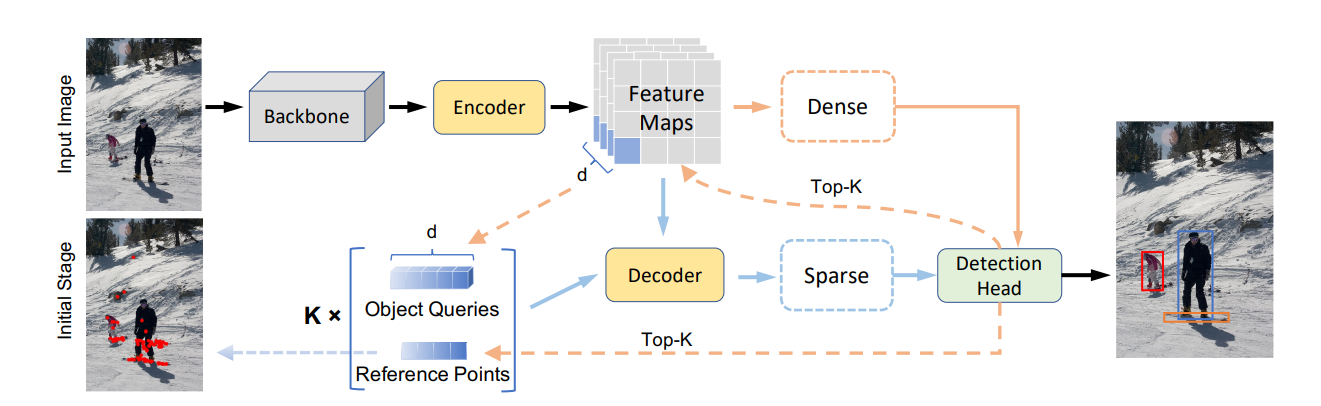 Input Image
Backbone
Encoder
Feature
Maps
Dense
d
Top-K
Initial Stage
d
K ×
Object Queries
Reference Points
Decoder
Sparse
Detection
Head
Top-K